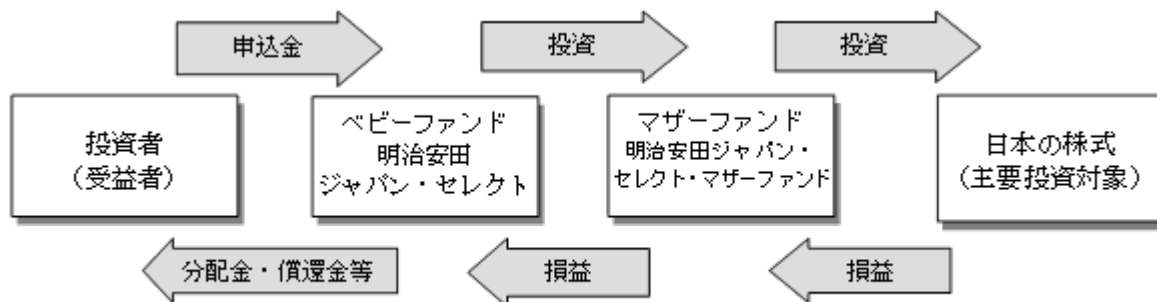 申込金
投資
投資
投資者
(受益者)
ベビーファンド
明治安田
ジャパン・セレクト
マザーファンド
明治安田ジャパン・
セレクト・マザーファンド
日本の株式
(主要投資対象)
分配金・償還金等
損益
損益